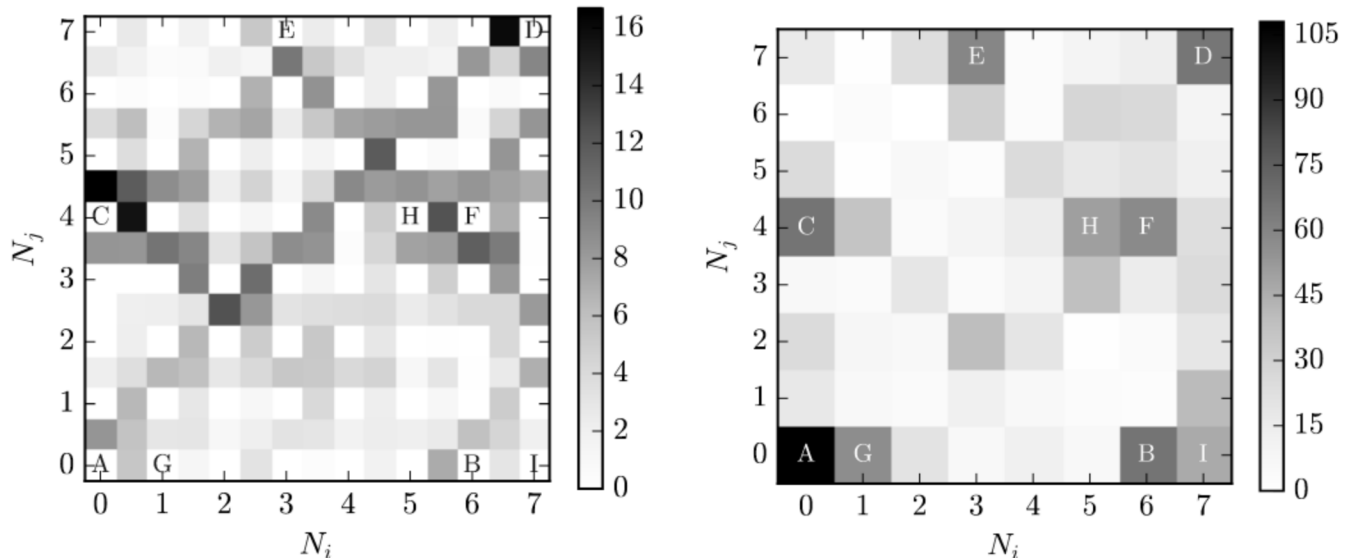 7 E D 16
6 14
5 12
10
C 4 H F 8
3 6
2 4
1 2
0 A G B I 0
0 1 2 3 4 5 6 7
N_i
N_j
7 E D 105
6 90
5 75
4 C H F 60
3 45
2 30
1 15
0 A G B I 0
0 1 2 3 4 5 6 7
N_i
N_j